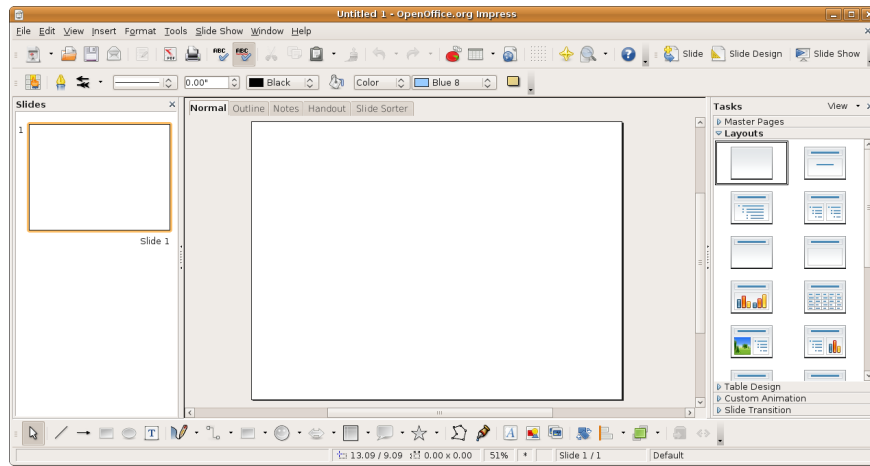 Untitled 1 - OpenOffice.org Impress
File Edit View Insert Format Tools Slide Show Window Help
Slide Slide Design Slide Show
0.00" Black Color Blue 8
Slides
Normal Outline Notes Handout Slide Sorter
Tasks View
Master Pages
Layouts
1
Slide 1
Table Design
Custom Animation
Slide Transition
13.09 / 9.09 0.00 x 0.00 51% * Slide 1 / 1 Default